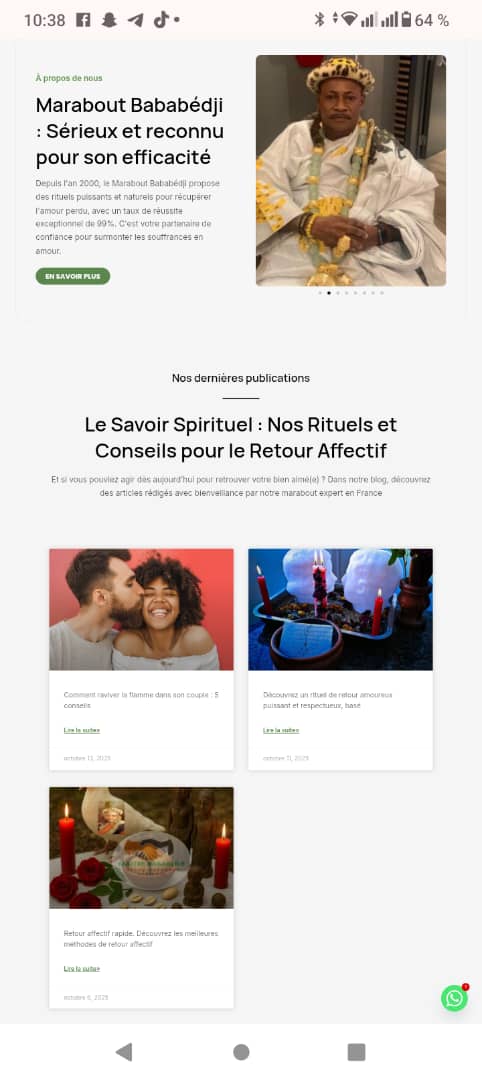 10:38
64 %
À propos de nous
Marabout Bababédji
: Sérieux et reconnu
pour son efficacité
Depuis l'an 2000, le Marabout Bababédji propose
des rituels puissants et naturels pour récupérer
l'amour perdu, avec un taux de réussite
exceptionnel de 99%. C'est votre partenaire de
confiance pour surmonter les souffrances en
amour.
EN SAVOIR PLUS
Nos dernières publications
Le Savoir Spirituel : Nos Rituels et
Conseils pour le Retour Affectif
Et si vous pouviez agir dès aujourd'hui pour retrouver votre bien aimé(e) ? Dans notre blog, découvrez
des articles rédigés avec bienveillance par notre marabout expert en France
Comment raviver la flamme dans son couple : 5
conseils
Lire la suite»
octobre 13, 2025
Découvrez un rituel de retour amoureux
puissant et respectueux, basé
Lire la suite»
octobre 11, 2025
Retour affectif rapide. Découvrez les meilleures
méthodes de retour affectif
Lire la suite»
octobre 5, 2025